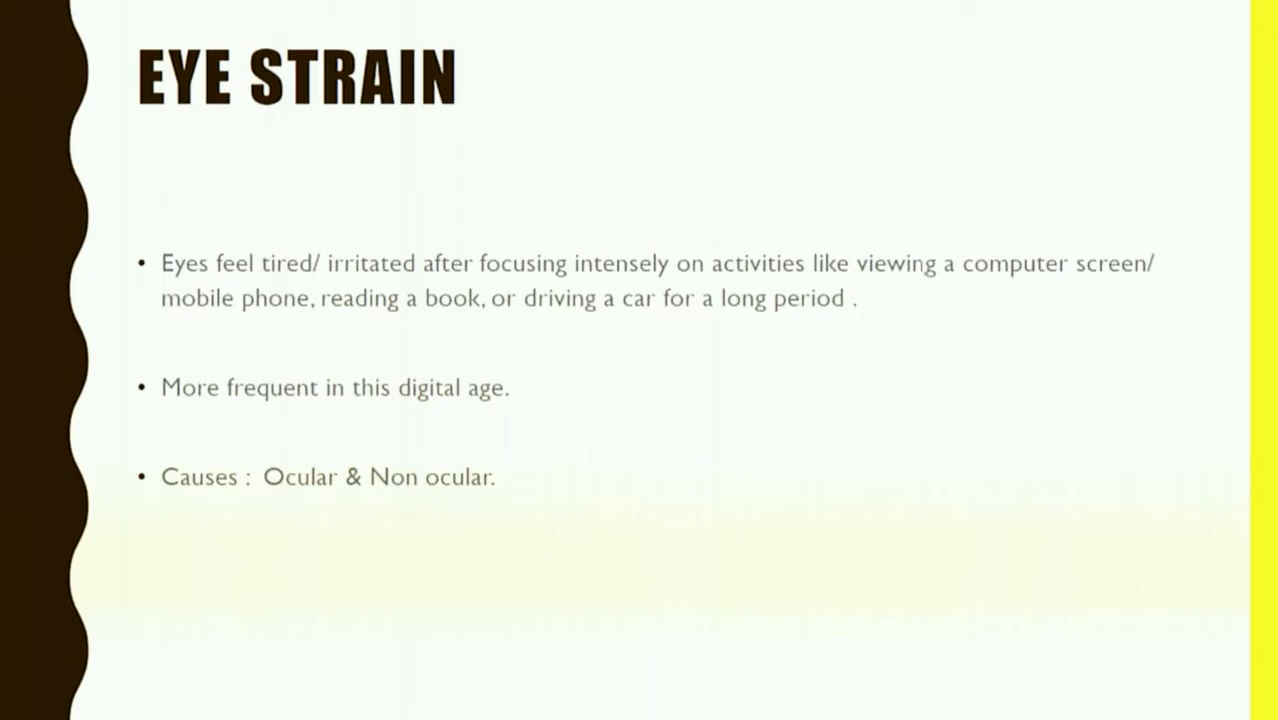 EYE STRAIN
• Eyes feel tired/ irritated after focusing intensely on activities like viewing a computer screen/
mobile phone, reading a book, or driving a car for a long period .
• More frequent in this digital age.
• Causes : Ocular & Non ocular.